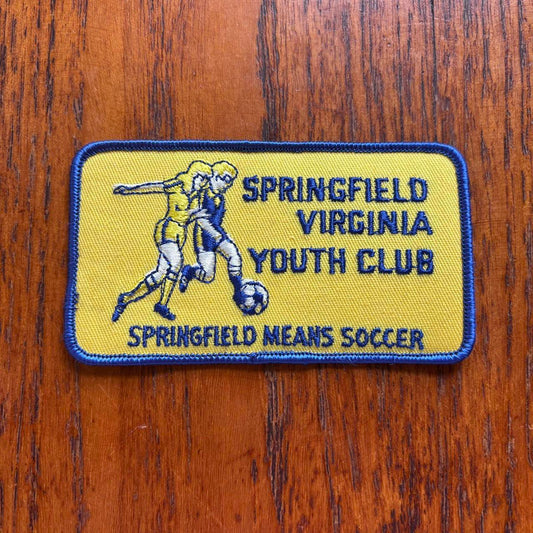 SPRINGFIELD
VIRGINIA
YOUTH CLUB
SPRINGFIELD MEANS SOCCER